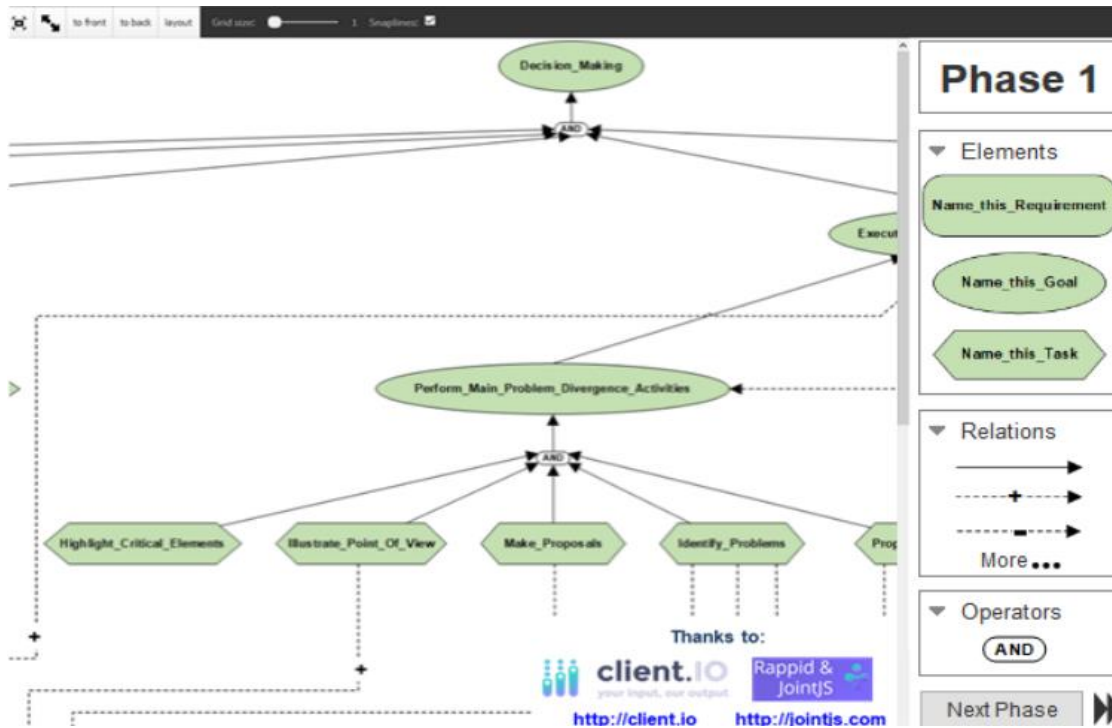 to front to back layout Grid size: 1 Snaplines:
Decision_Making
AND
Execut
Perform_Main_Problem_Divergence_Activities
AND
Highlight_Critical_Elements Illustrate_Point_Of_View Make_Proposals Identify_Problems Prop
+
+
Thanks to:
client.IO
your input, our output
Rappid &
JointJS
http://client.io http://jointjs.com
Phase 1
Elements
Name_this_Requirement
Name_this_Goal
Name_this_Task
Relations
+
-
More...
Operators
AND
Next Phase